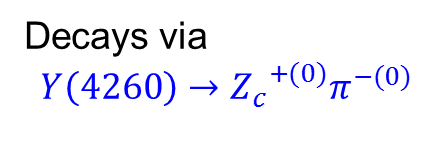 Decays via
Y(4260) → Z_c^{+(0)} π^{−(0)}